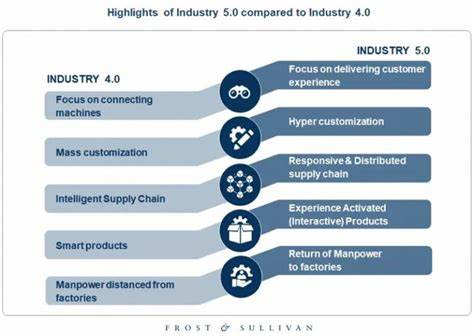 Highlights of Industry 5.0 compared to Industry 4.0
INDUSTRY 4.0
Focus on connecting
machines
Mass customization
Intelligent Supply Chain
Smart products
Manpower distanced from
factories
INDUSTRY 5.0
Focus on delivering customer
experience
Hyper customization
Responsive & Distributed
supply chain
Experience Activated
(Interactive) Products
Return of Manpower
to factories
FROST & SULLIVAN